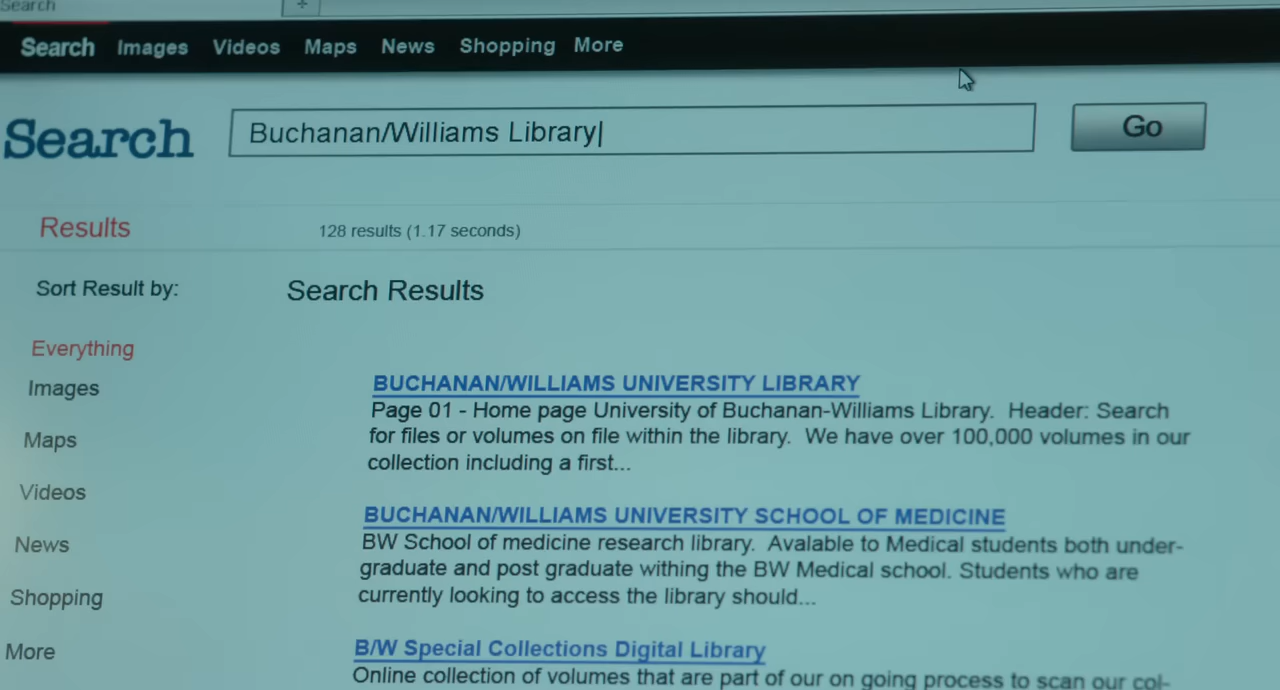 Search
+
Search Images Videos Maps News Shopping More
Search Buchanan/Williams Library Go
Results 128 results (1.17 seconds)
Sort Result by: Search Results
Everything
Images
Maps
Videos
News
Shopping
More
BUCHANAN/WILLIAMS UNIVERSITY LIBRARY
Page 01 - Home page University of Buchanan-Williams Library. Header: Search
for files or volumes on file within the library. We have over 100,000 volumes in our
collection including a first...
BUCHANAN/WILLIAMS UNIVERSITY SCHOOL OF MEDICINE
BW School of medicine research library. Avalable to Medical students both under-
graduate and post graduate withing the BW Medical school. Students who are
currently looking to access the library should...
B/W Special Collections Digital Library
Online collection of volumes that are part of our on going process to scan our col-